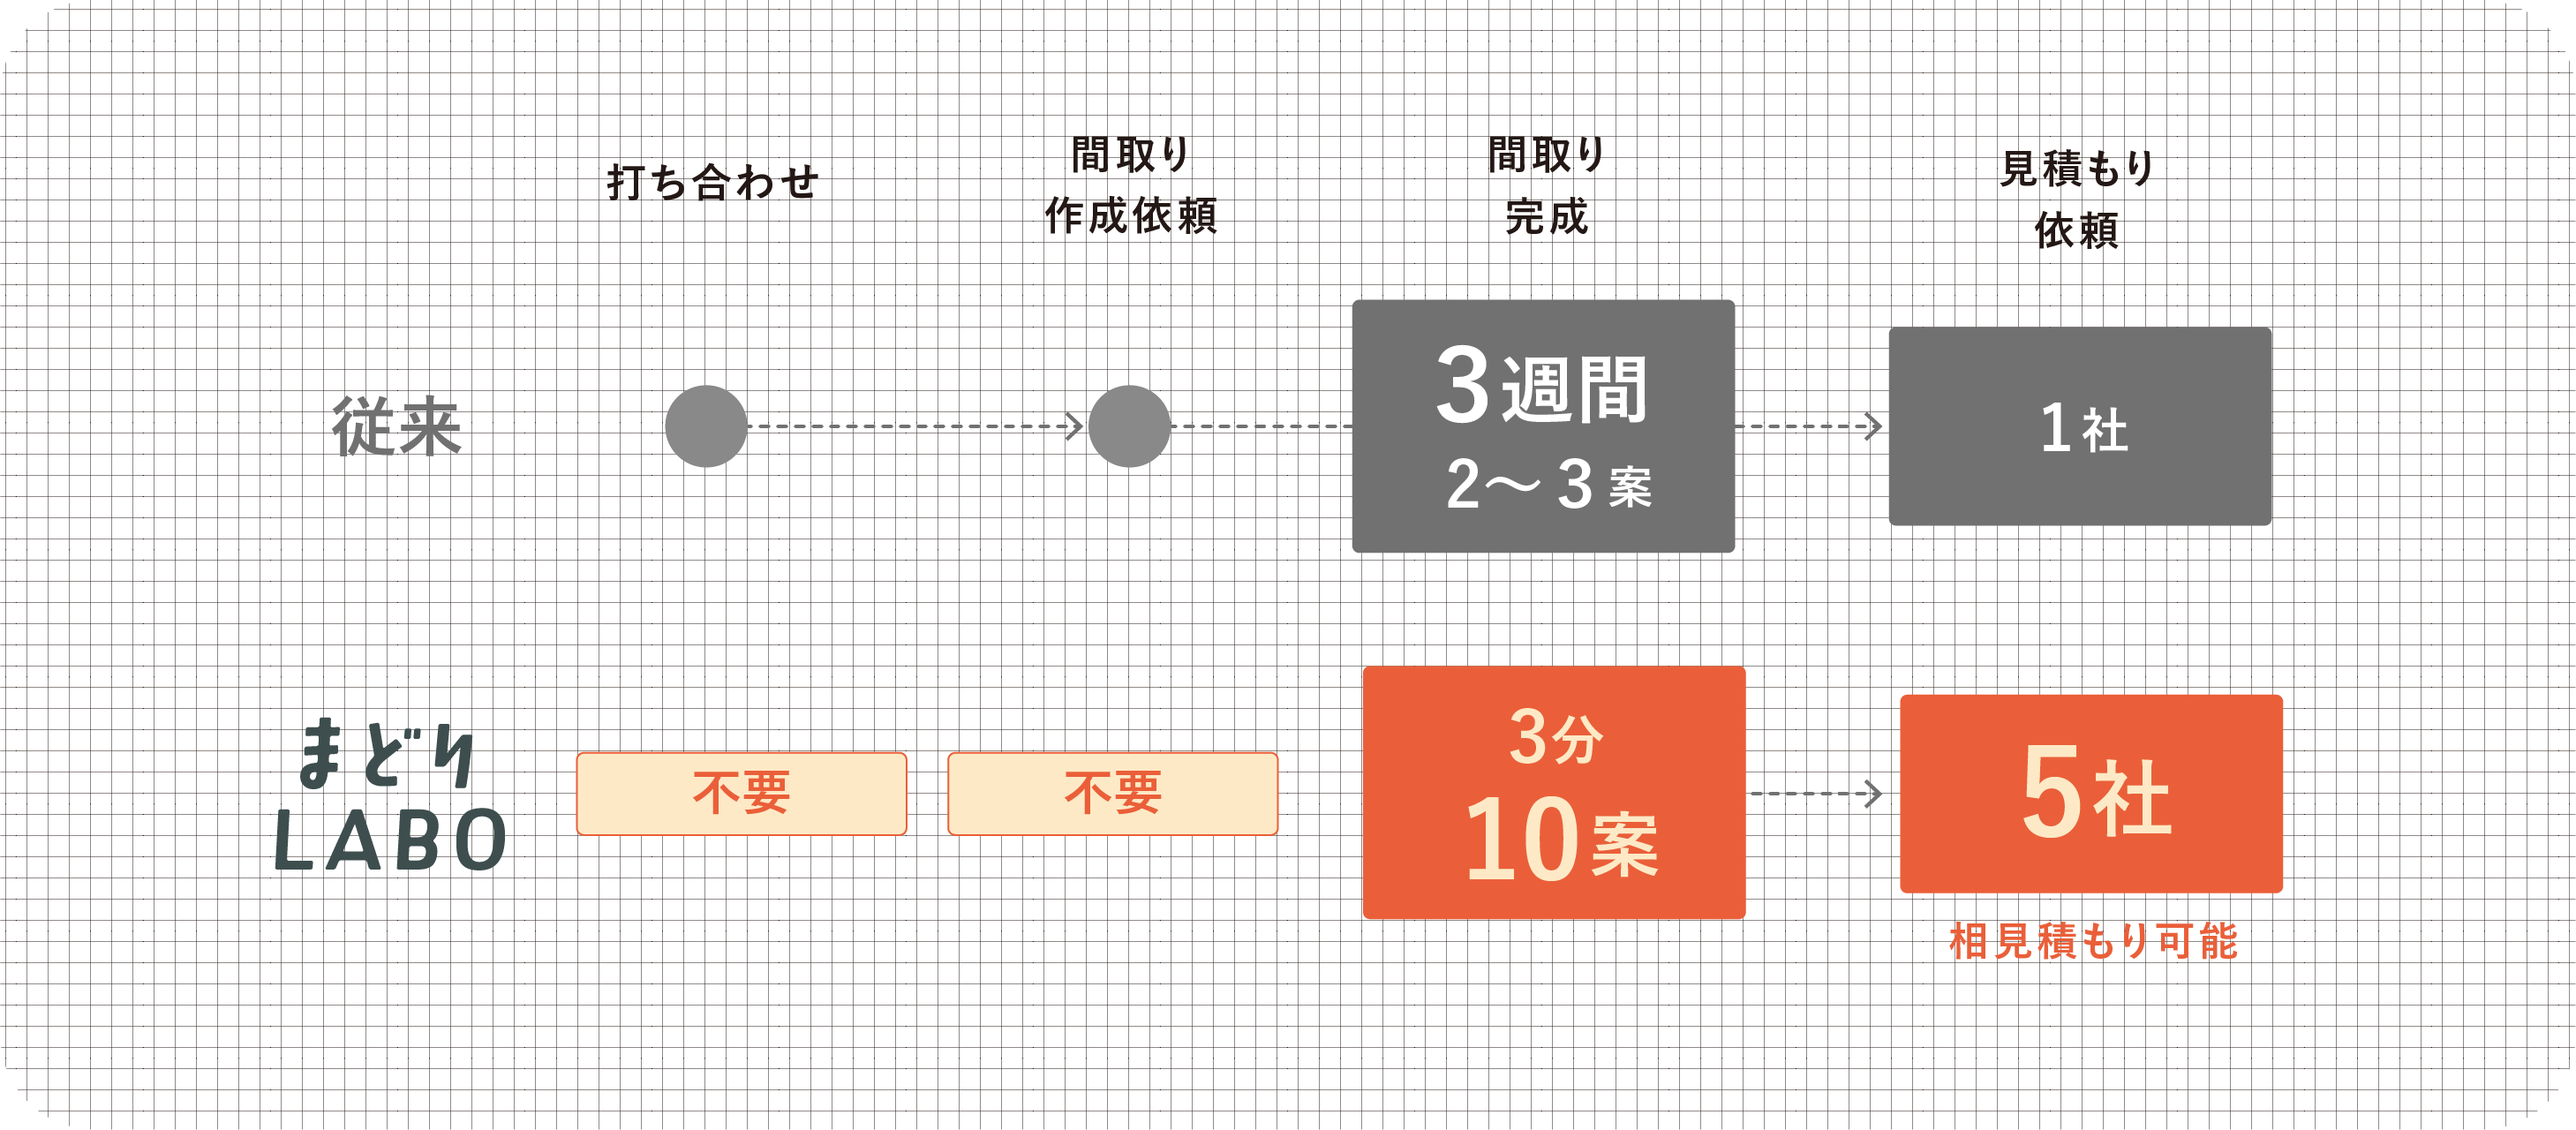 打ち合わせ
間取り
作成依頼
間取り
完成
見積もり
依頼
従来
3週間
2〜3案
1社
まどり
LABO
不要
不要
3分
10案
5社
相見積もり可能